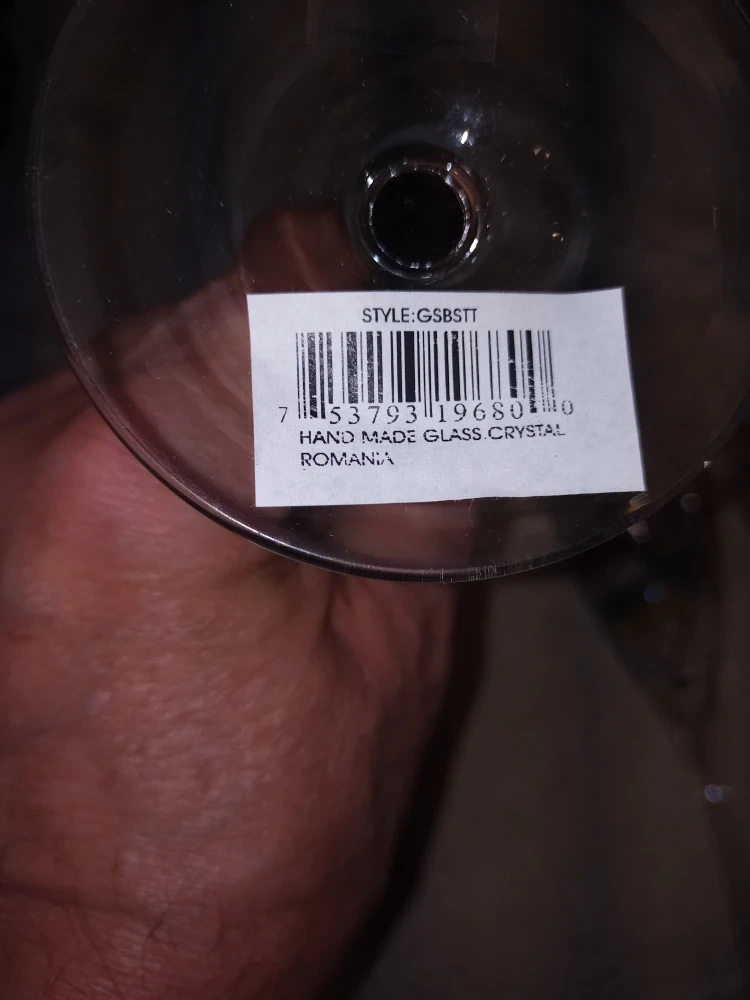 STYLE:GSBSTT
7 53793 19680 0
HAND MADE GLASS.CRYSTAL
ROMANIA